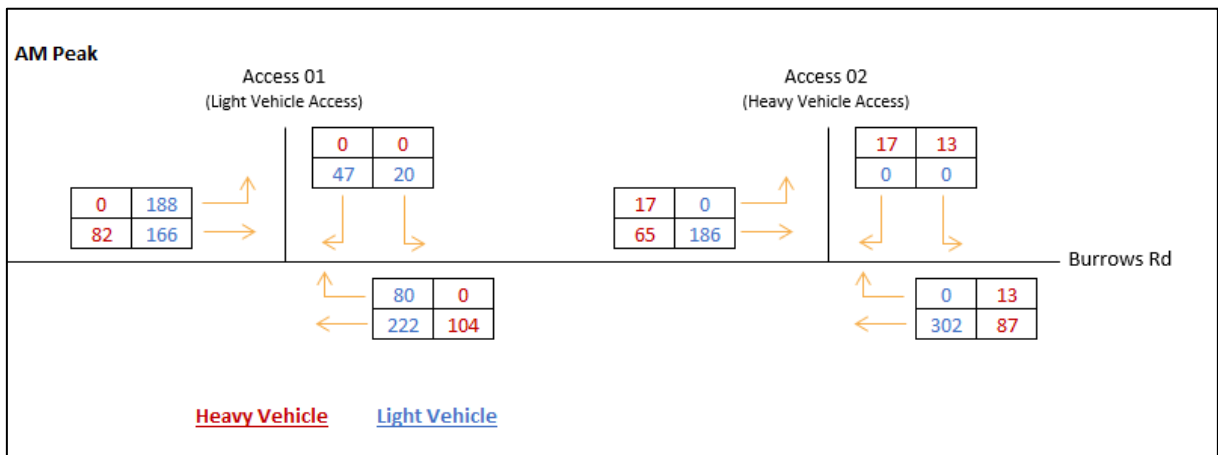 AM Peak
Access 01
(Light Vehicle Access)
Access 02
(Heavy Vehicle Access)
0 0
47 20
17 13
0 0
0 188
82 166
17 0
65 186
Burrows Rd
80 0
222 104
0 13
302 87
Heavy Vehicle Light Vehicle